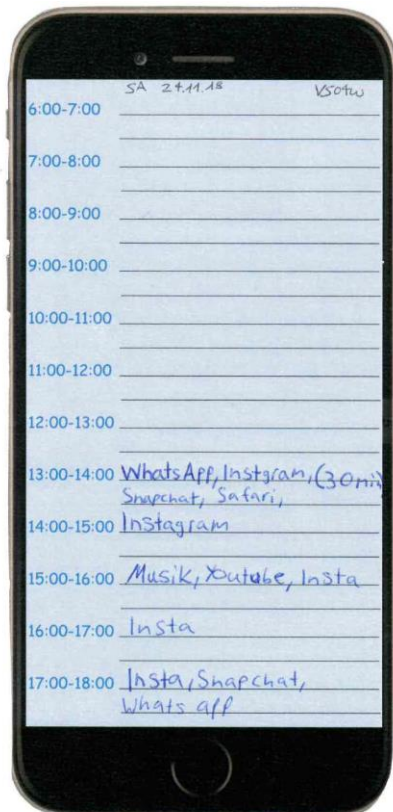 SA 24.11.18
6:00-7:00
7:00-8:00
8:00-9:00
9:00-10:00
10:00-11:00
11:00-12:00
12:00-13:00
13:00-14:00 WhatsApp, Instgram, (30min)
Snapchat, Safari,
14:00-15:00 Instagram
15:00-16:00 Musik, Youtube, Insta
16:00-17:00 Insta
17:00-18:00 Insta, Snapchat,
Whats app